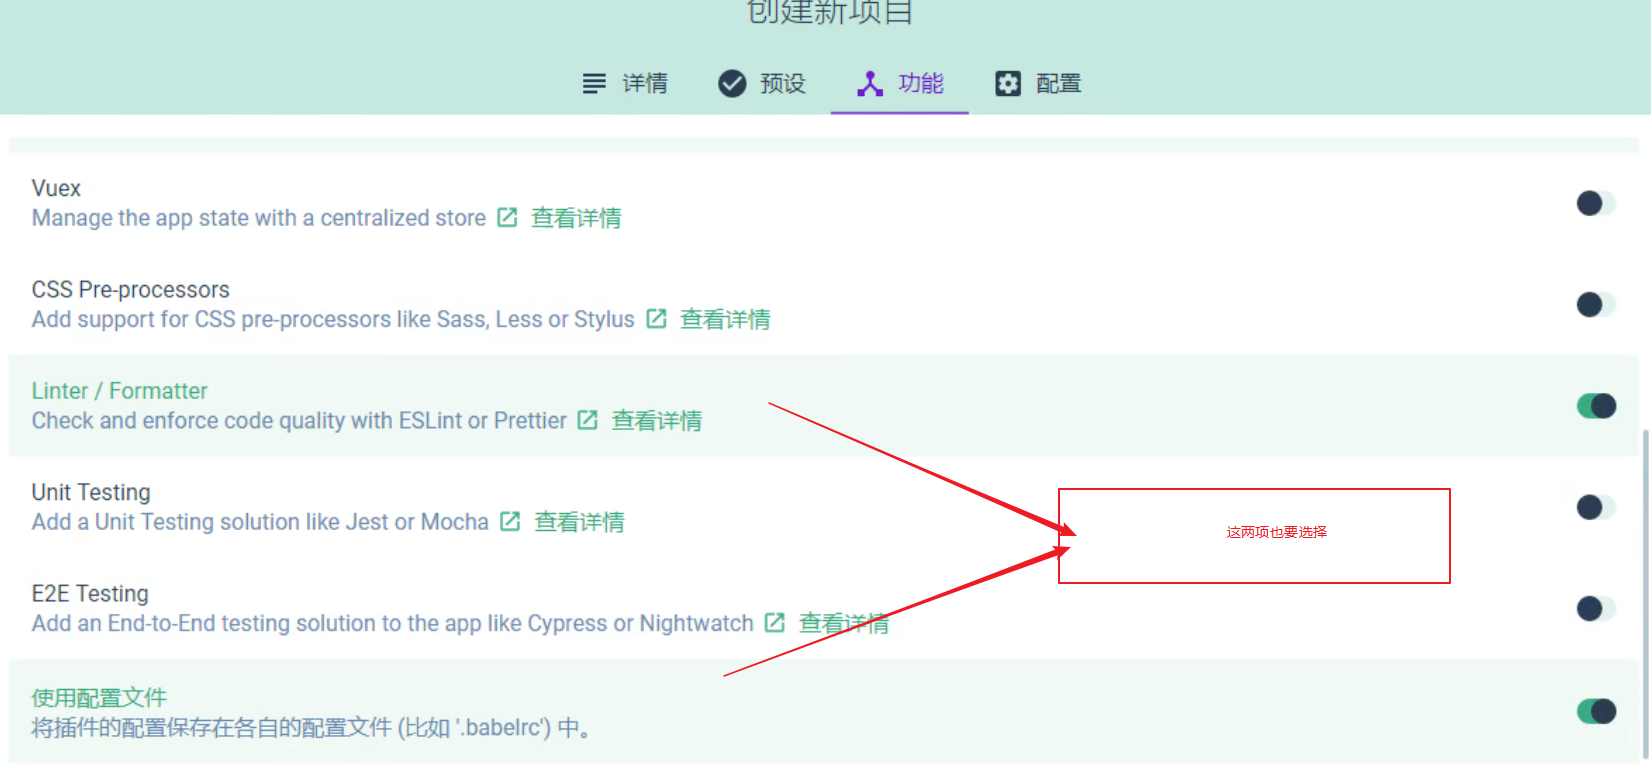 创建新项目
详情
预设
功能
配置
Vuex
Manage the app state with a centralized store 查看详情
CSS Pre-processors
Add support for CSS pre-processors like Sass, Less or Stylus 查看详情
Linter / Formatter
Check and enforce code quality with ESLint or Prettier 查看详情
Unit Testing
Add a Unit Testing solution like Jest or Mocha 查看详情
这两项也要选择
E2E Testing
Add an End-to-End testing solution to the app like Cypress or Nightwatch 查看详情
使用配置文件
将插件的配置保存在各自的配置文件 (比如 '.babelrc') 中。